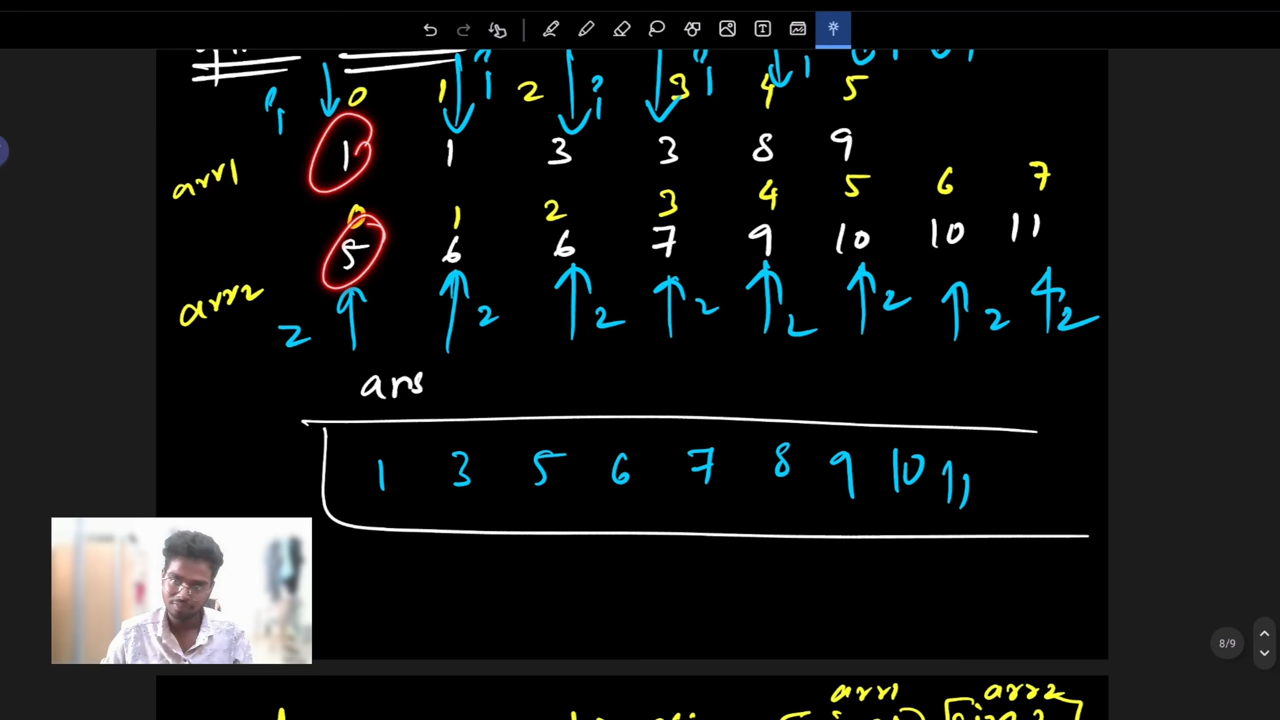 0 1 2 3 4 5
arr1 1 1 3 3 8 9
0 1 2 3 4 5 6 7
arr2 5 6 6 7 9 10 10 11
2 2 2 2 2 2 2 2
ans
1 3 5 6 7 8 9 10 11
8/9
arr1 arr2